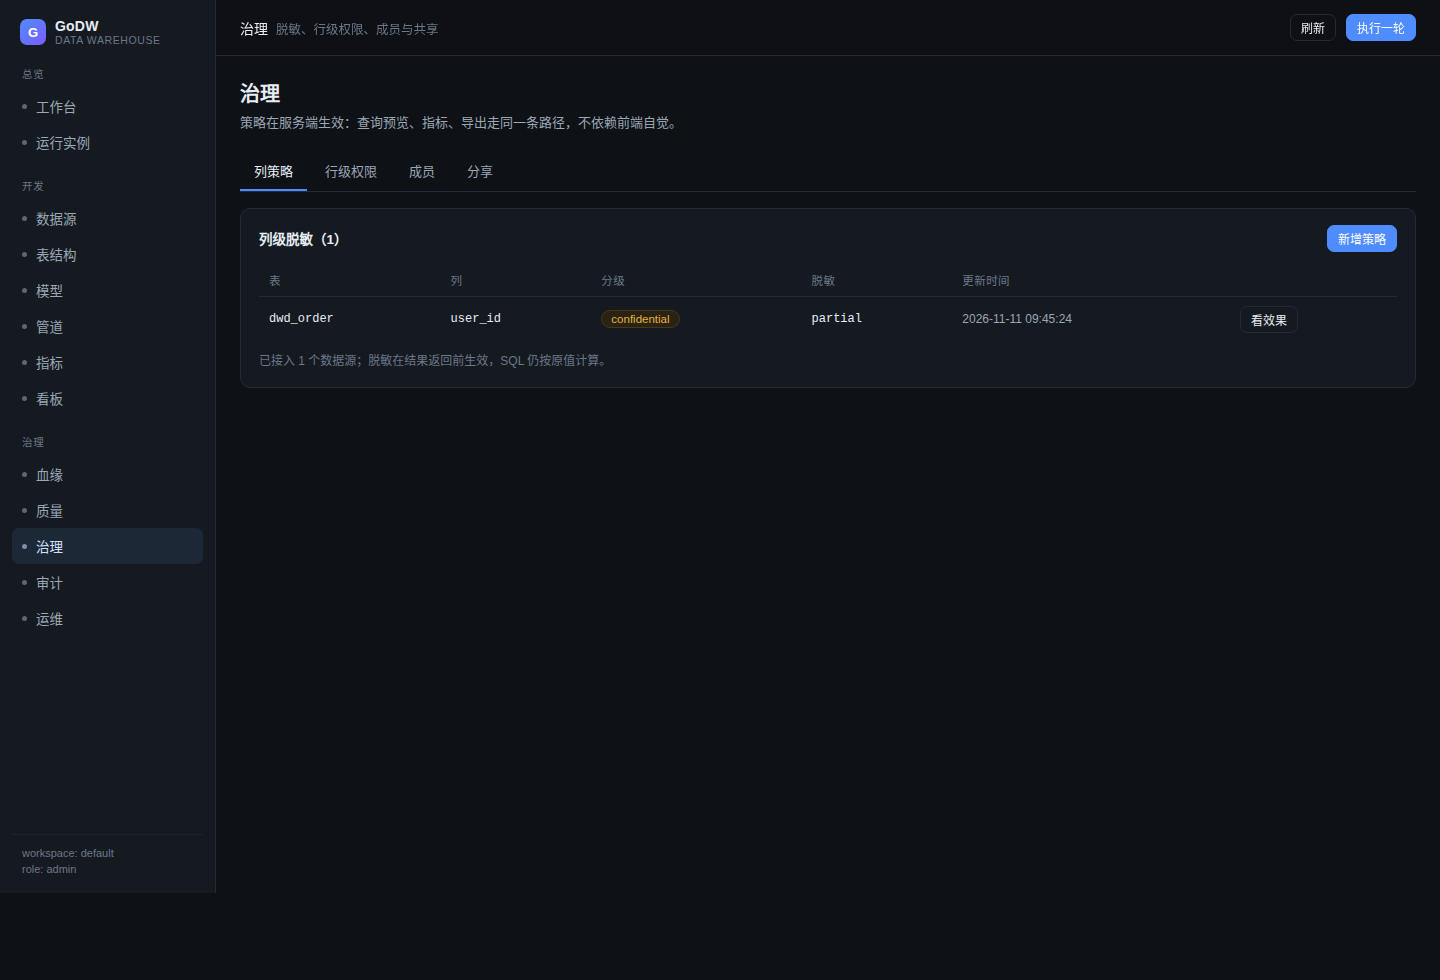 G
GoDW
DATA WAREHOUSE
总览
工作台
运行实例
开发
数据源
表结构
模型
管道
指标
看板
治理
血缘
质量
治理
审计
运维
workspace: default
role: admin
治理 脱敏、行级权限、成员与共享
刷新
执行一轮
治理
策略在服务端生效：查询预览、指标、导出走同一条路径，不依赖前端自觉。
列策略 行级权限 成员 分享
列级脱敏（1）
新增策略
表 列 分级 脱敏 更新时间
dwd_order user_id confidential partial 2026-11-11 09:45:24 看效果
已接入 1 个数据源；脱敏在结果返回前生效，SQL 仍按原值计算。